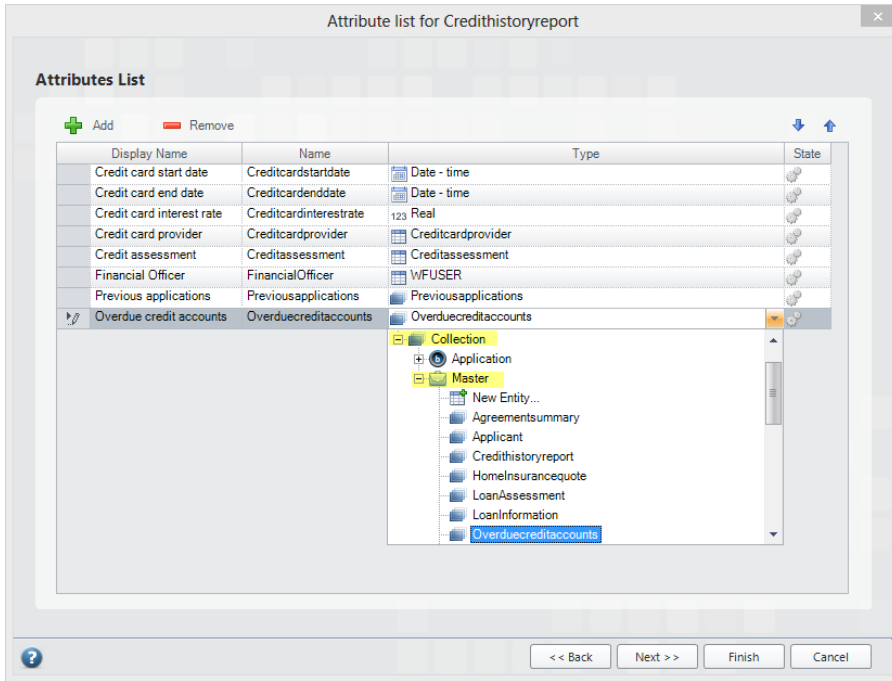 Attribute list for Credithistoryreport
Attributes List
Add Remove
Display Name Name Type State
Credit card start date Creditcardstartdate Date - time
Credit card end date Creditcardenddate Date - time
Credit card interest rate Creditcardinterestrate 123 Real
Credit card provider Creditcardprovider Creditcardprovider
Credit assessment Creditassessment Creditassessment
Financial Officer FinancialOfficer WFUSER
Previous applications Previousapplications Previousapplications
Overdue credit accounts Overduecreditaccounts Overduecreditaccounts
Collection
Application
Master
New Entity...
Agreementsummary
Applicant
Credithistoryreport
HomeInsurancequote
LoanAssessment
LoanInformation
Overduecreditaccounts
? << Back Next >> Finish Cancel